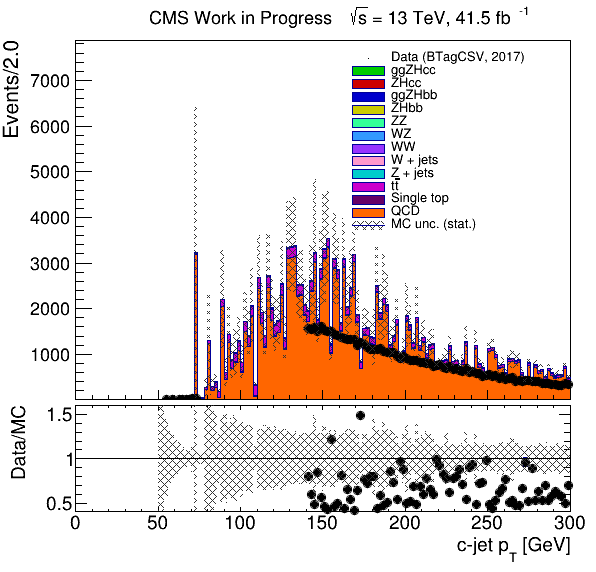 CMS Work in Progress √s = 13 TeV, 41.5 fb⁻¹
Events/2.0
7000
6000
5000
4000
3000
2000
1000
Data (BTagCSV, 2017)
ggZHcc
ZHcc
ggZHbb
ZHbb
ZZ
WZ
WW
W + jets
Z + jets
tt̄
Single top
QCD
MC unc. (stat.)
Data/MC
1.5
1
0.5
0 50 100 150 200 250 300
c-jet p_T [GeV]